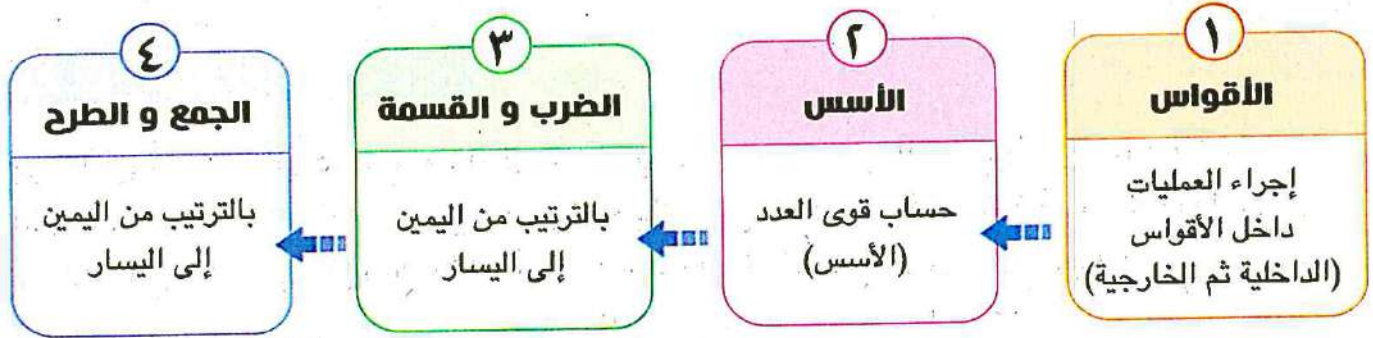 ١
الأقواس
إجراء العمليات
داخل الأقواس
(الداخلية ثم الخارجية)
٢
الأسس
حساب قوى العدد
(الأسس)
٣
الضرب و القسمة
بالترتيب من اليمين
إلى اليسار
٤
الجمع و الطرح
بالترتيب من اليمين
إلى اليسار